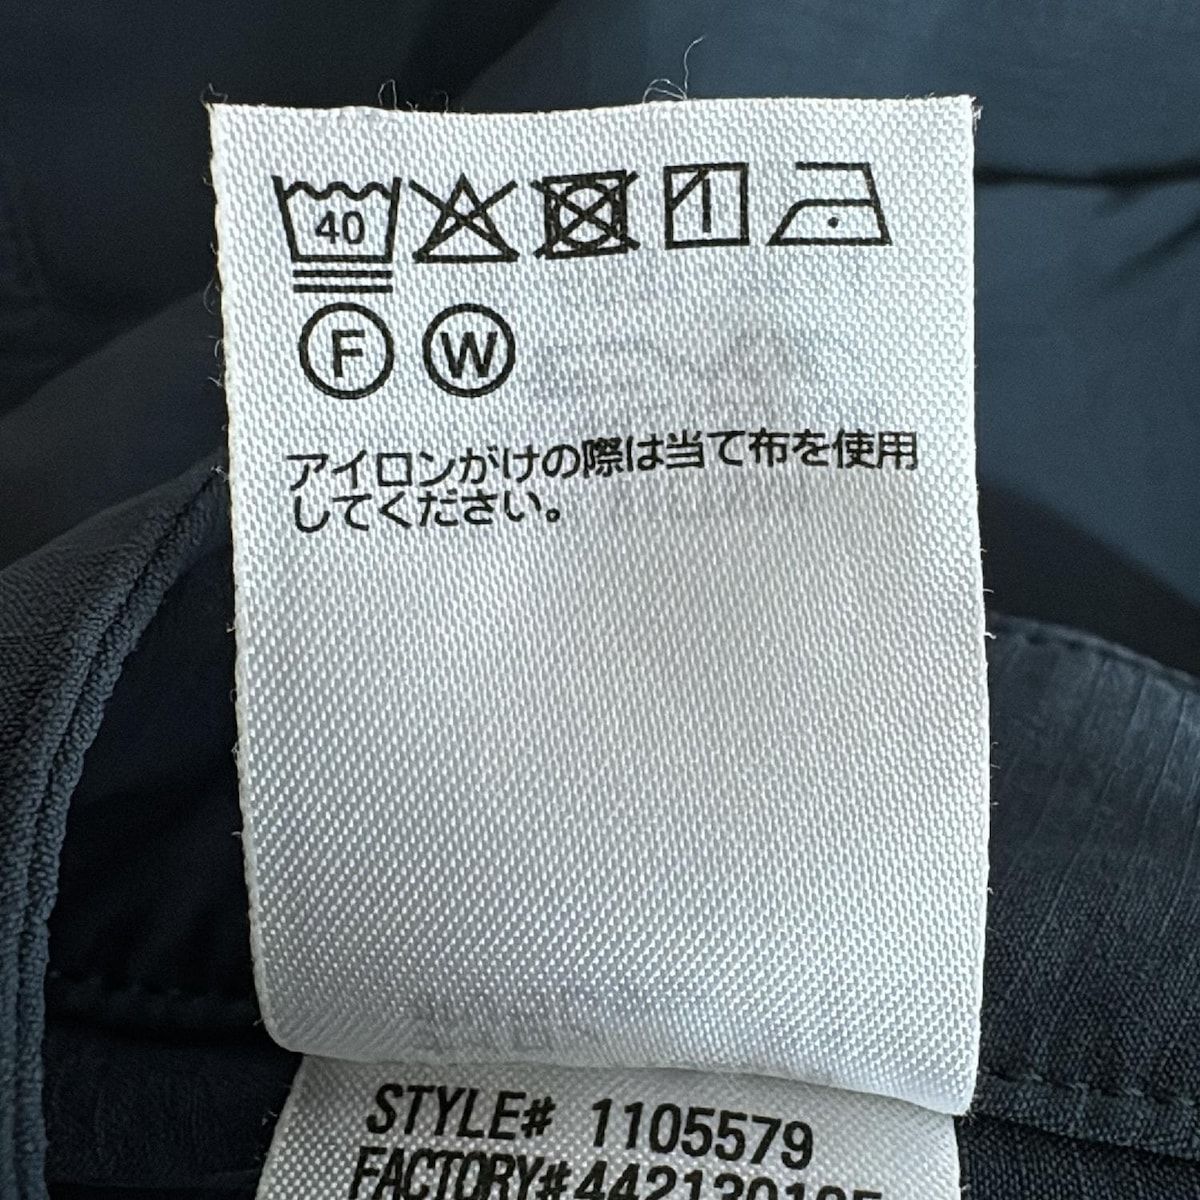 40
F W
アイロンがけの際は当て布を使用
してください。
STYLE# 1105579